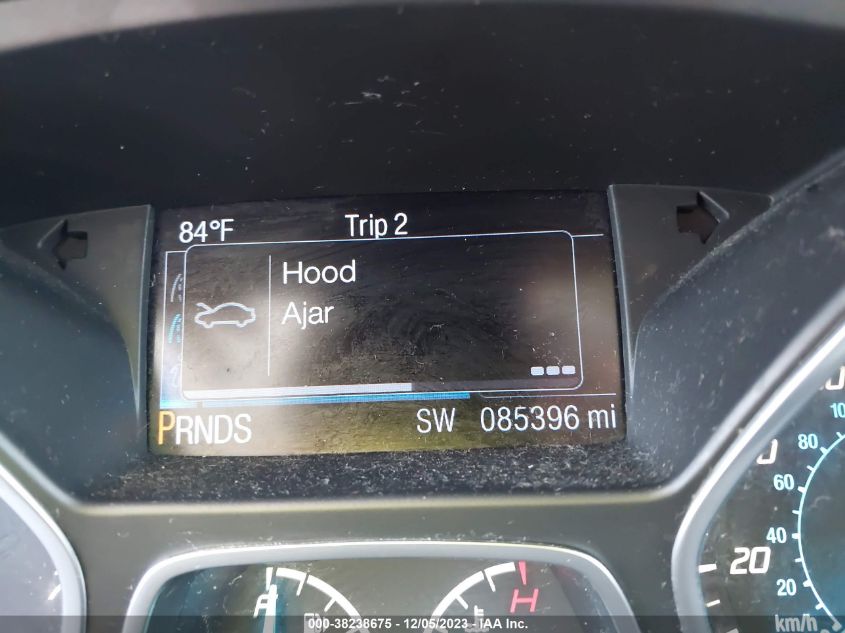 84°F Trip 2
Hood
Ajar
PRNDS SW 085396 mi
80
60
40
20
20
km/h
H
000-38238675 - 12/05/2023 - IAA Inc.